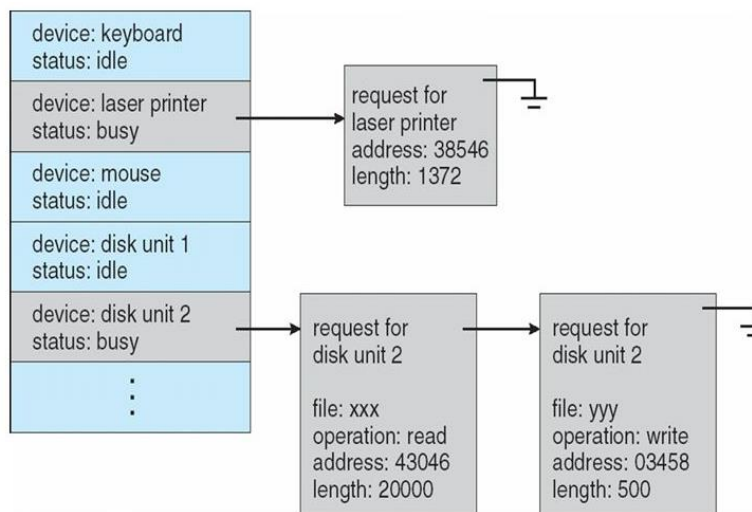 device: keyboard
status: idle
device: laser printer
status: busy
device: mouse
status: idle
device: disk unit 1
status: idle
device: disk unit 2
status: busy
request for
laser printer
address: 38546
length: 1372
request for
disk unit 2
file: xxx
operation: read
address: 43046
length: 20000
request for
disk unit 2
file: yyy
operation: write
address: 03458
length: 500